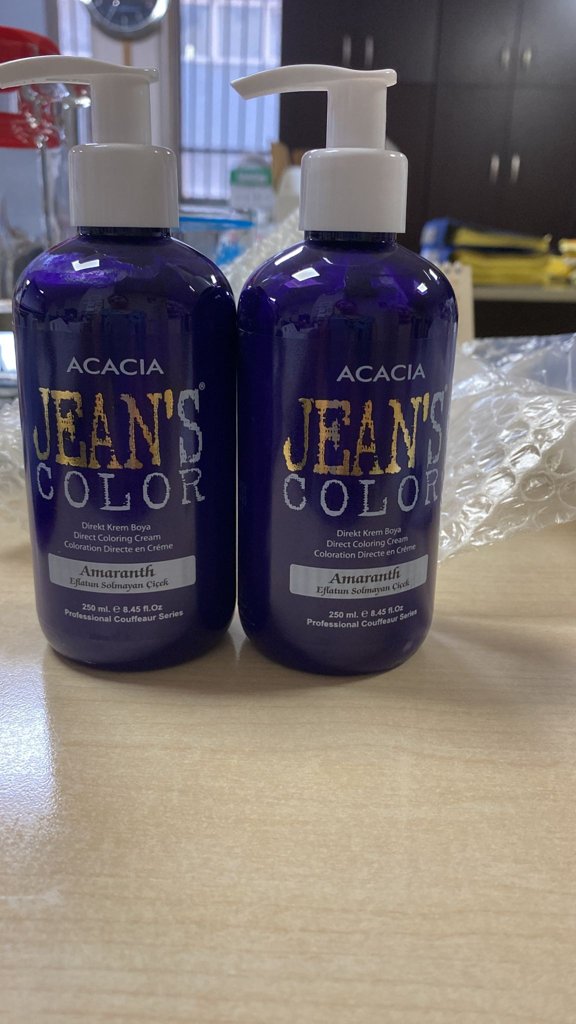 ACACIA
JEAN'S®
COLOR
Direkt Krem Boya
Direct Coloring Cream
Coloration Directe en Créme
Amaranth
Eflatun Solmayan Çiçek
250 ml. ℮ 8.45 fl.Oz
Professional Couffeaur Series
ACACIA
JEAN'S
COLOR
Direkt Krem Boya
Direct Coloring Cream
Coloration Directe en Créme
Amaranth
Eflatun Solmayan Çiçek
250 ml. ℮ 8.45 fl.Oz
Professional Couffeaur Series